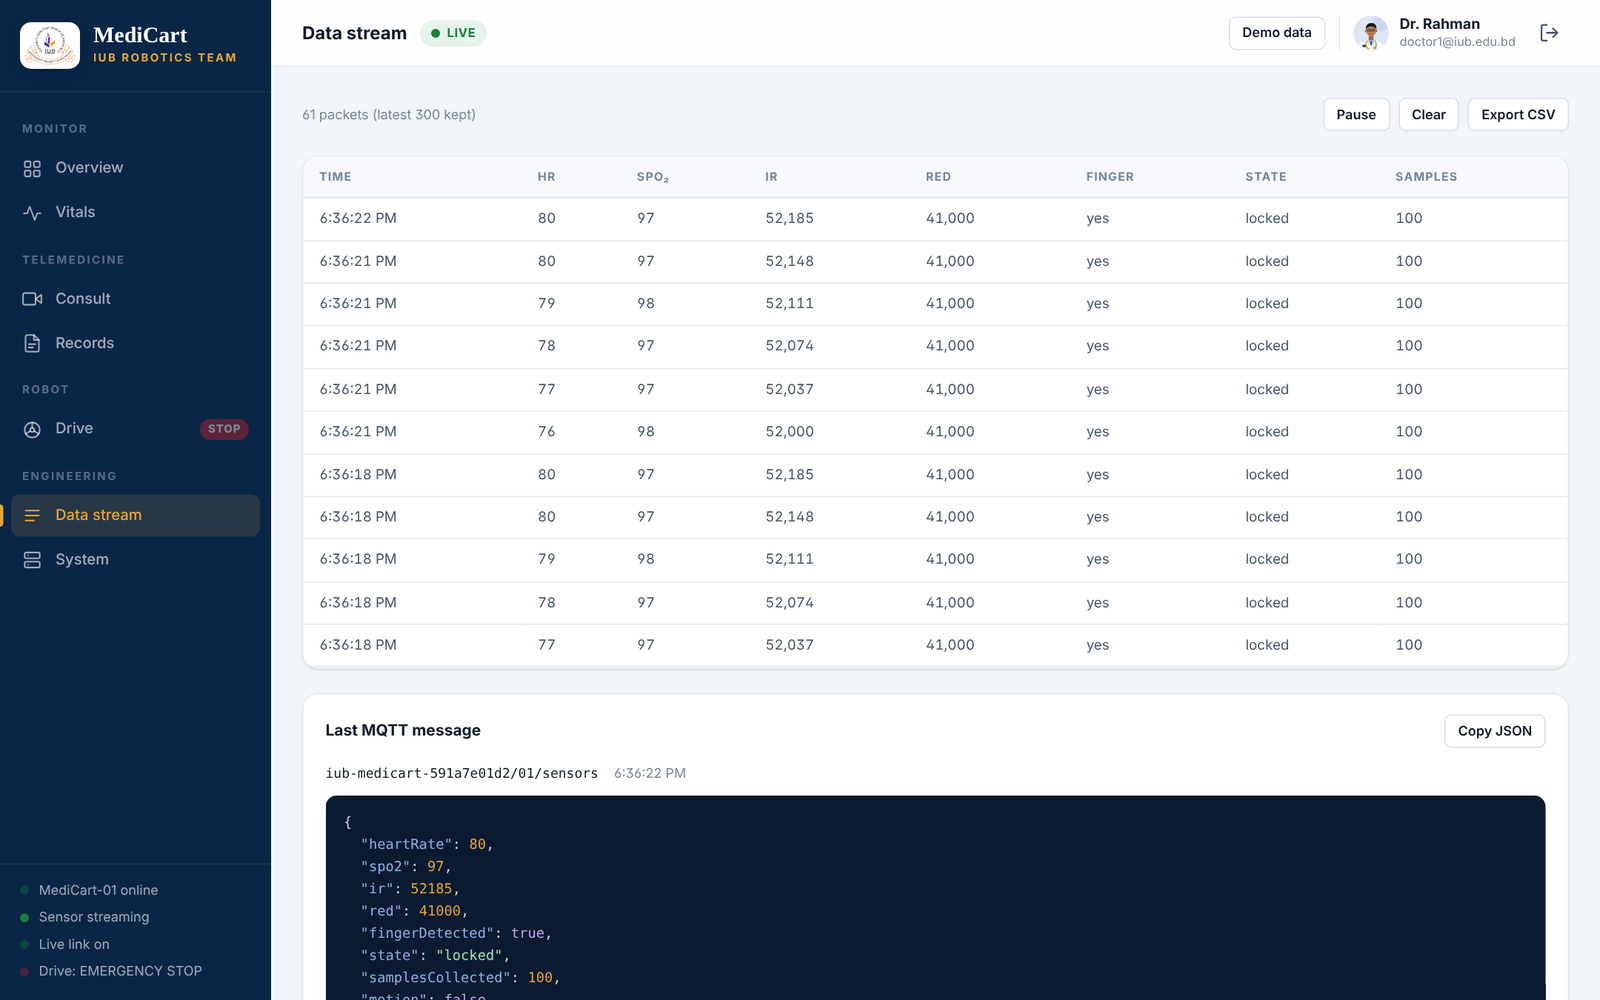 MediCart
IUB ROBOTICS TEAM
MONITOR
Overview
Vitals
TELEMEDICINE
Consult
Records
ROBOT
Drive STOP
ENGINEERING
Data stream
System
MediCart-01 online
Sensor streaming
Live link on
Drive: EMERGENCY STOP
Data stream LIVE
Demo data
Dr. Rahman
doctor1@iub.edu.bd
61 packets (latest 300 kept)
Pause Clear Export CSV
TIME HR SPO₂ IR RED FINGER STATE SAMPLES
6:36:22 PM 80 97 52,185 41,000 yes locked 100
6:36:21 PM 80 97 52,148 41,000 yes locked 100
6:36:21 PM 79 98 52,111 41,000 yes locked 100
6:36:21 PM 78 97 52,074 41,000 yes locked 100
6:36:21 PM 77 97 52,037 41,000 yes locked 100
6:36:21 PM 76 98 52,000 41,000 yes locked 100
6:36:18 PM 80 97 52,185 41,000 yes locked 100
6:36:18 PM 80 97 52,148 41,000 yes locked 100
6:36:18 PM 79 98 52,111 41,000 yes locked 100
6:36:18 PM 78 97 52,074 41,000 yes locked 100
6:36:18 PM 77 97 52,037 41,000 yes locked 100
Last MQTT message
Copy JSON
iub-medicart-591a7e01d2/01/sensors 6:36:22 PM
{
"heartRate": 80,
"spo2": 97,
"ir": 52185,
"red": 41000,
"fingerDetected": true,
"state": "locked",
"samplesCollected": 100,
"motion": false